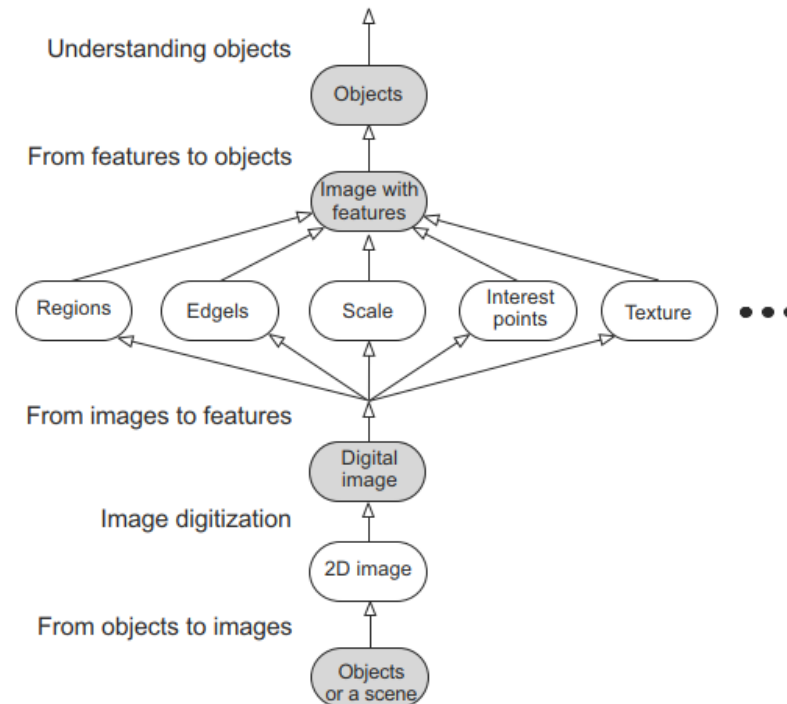 Understanding objects
Objects
From features to objects
Image with
features
Regions
Edgels
Scale
Interest
points
Texture
From images to features
Digital
image
Image digitization
2D image
From objects to images
Objects
or a scene